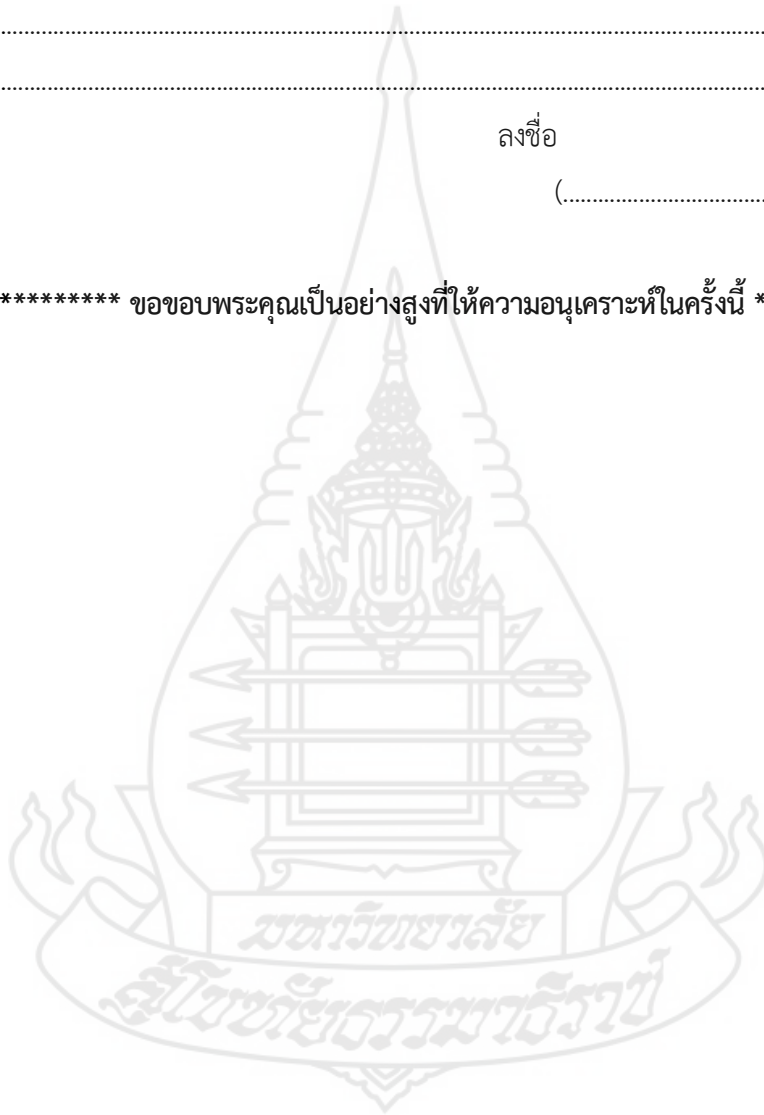 ................................................................................................................................
................................................................................................................................
ลงชื่อ
(..................................
********* ขอขอบพระคุณเป็นอย่างสูงที่ให้ความอนุเคราะห์ในครั้งนี้ *
มหาวิทยาลัย
สุโขทัยธรรมาธิราช